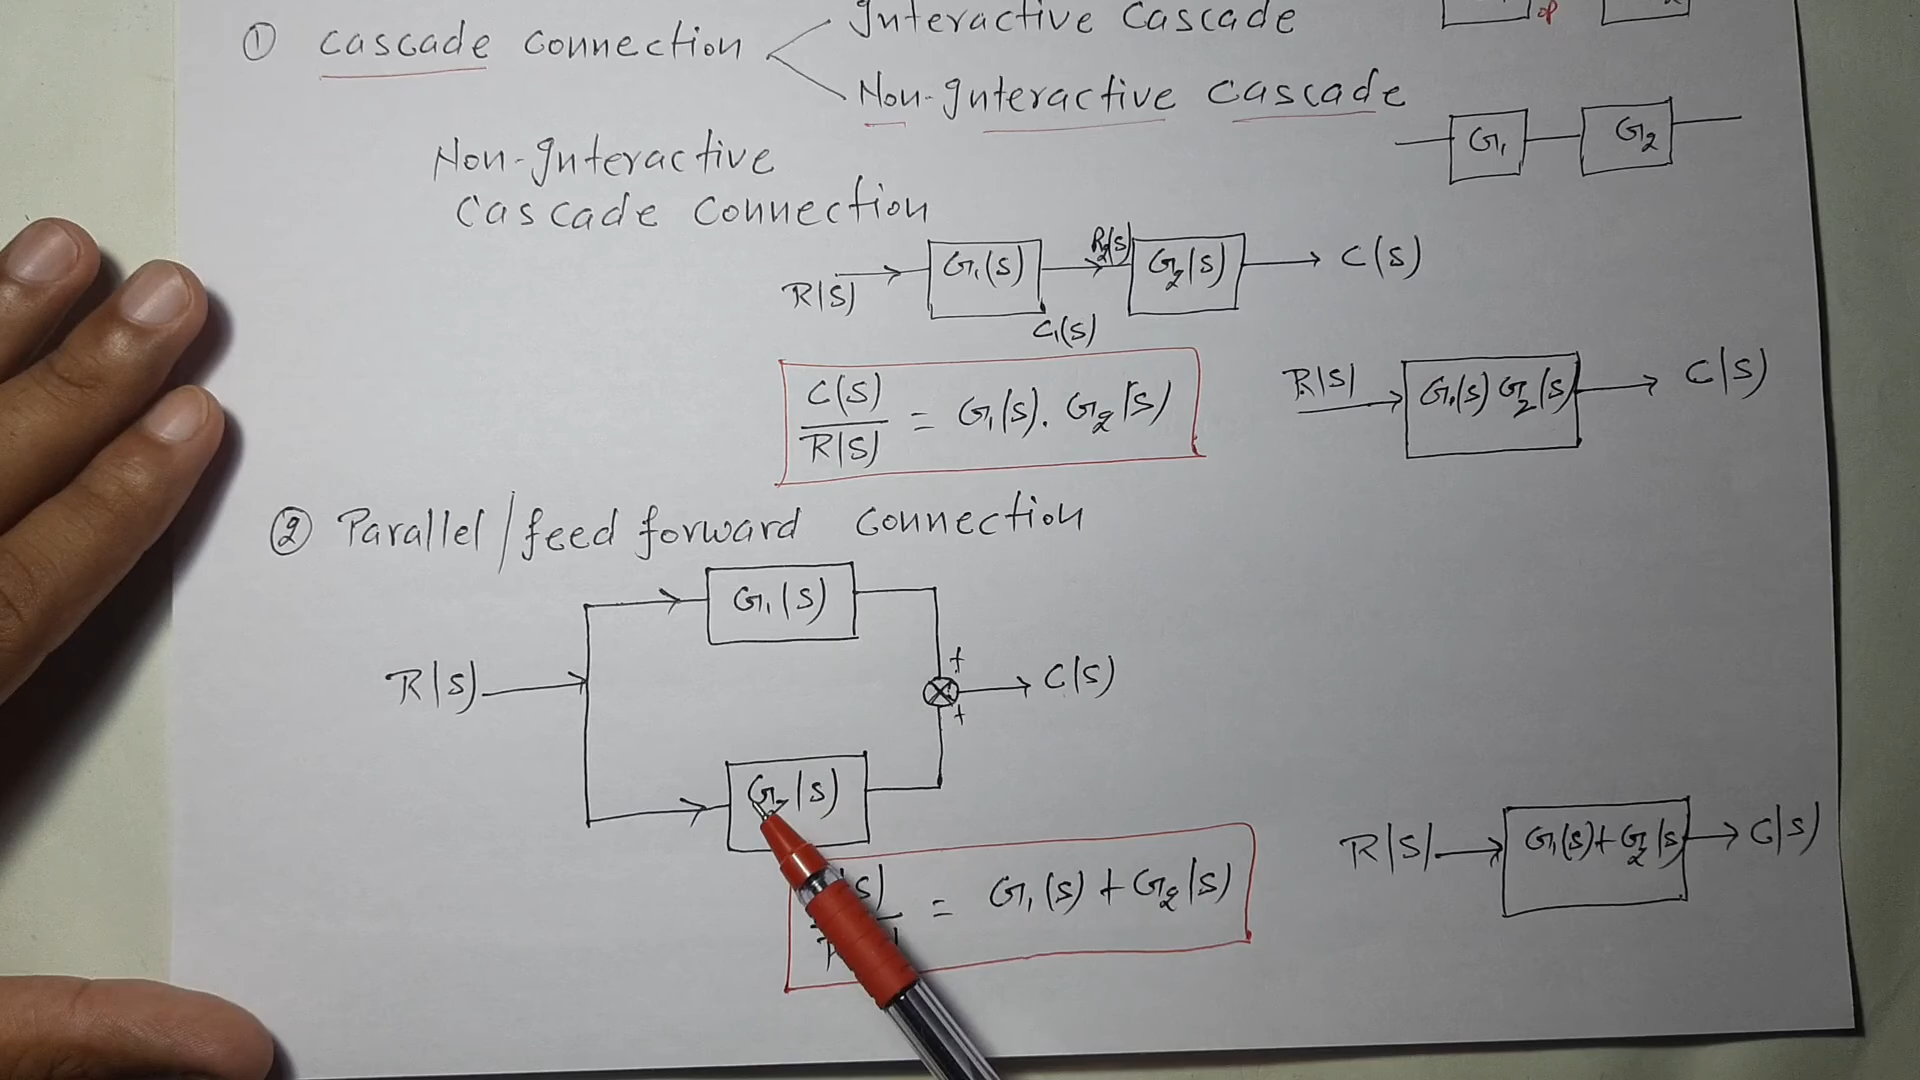 ① Cascade Connection
Interactive Cascade
Non-Interactive Cascade
op
G1 G2
Non-Interactive
Cascade Connection
R(s) G1(s) R2(s) G2(s) C(s)
C1(s)
C(s)/R(s) = G1(s). G2(s)
R(s) G1(s) G2(s) C(s)
② Parallel/feed forward connection
G1(s)
R(s) + + C(s)
G2(s)
= G1(s) + G2(s)
R(s) G1(s)+G2(s) C(s)